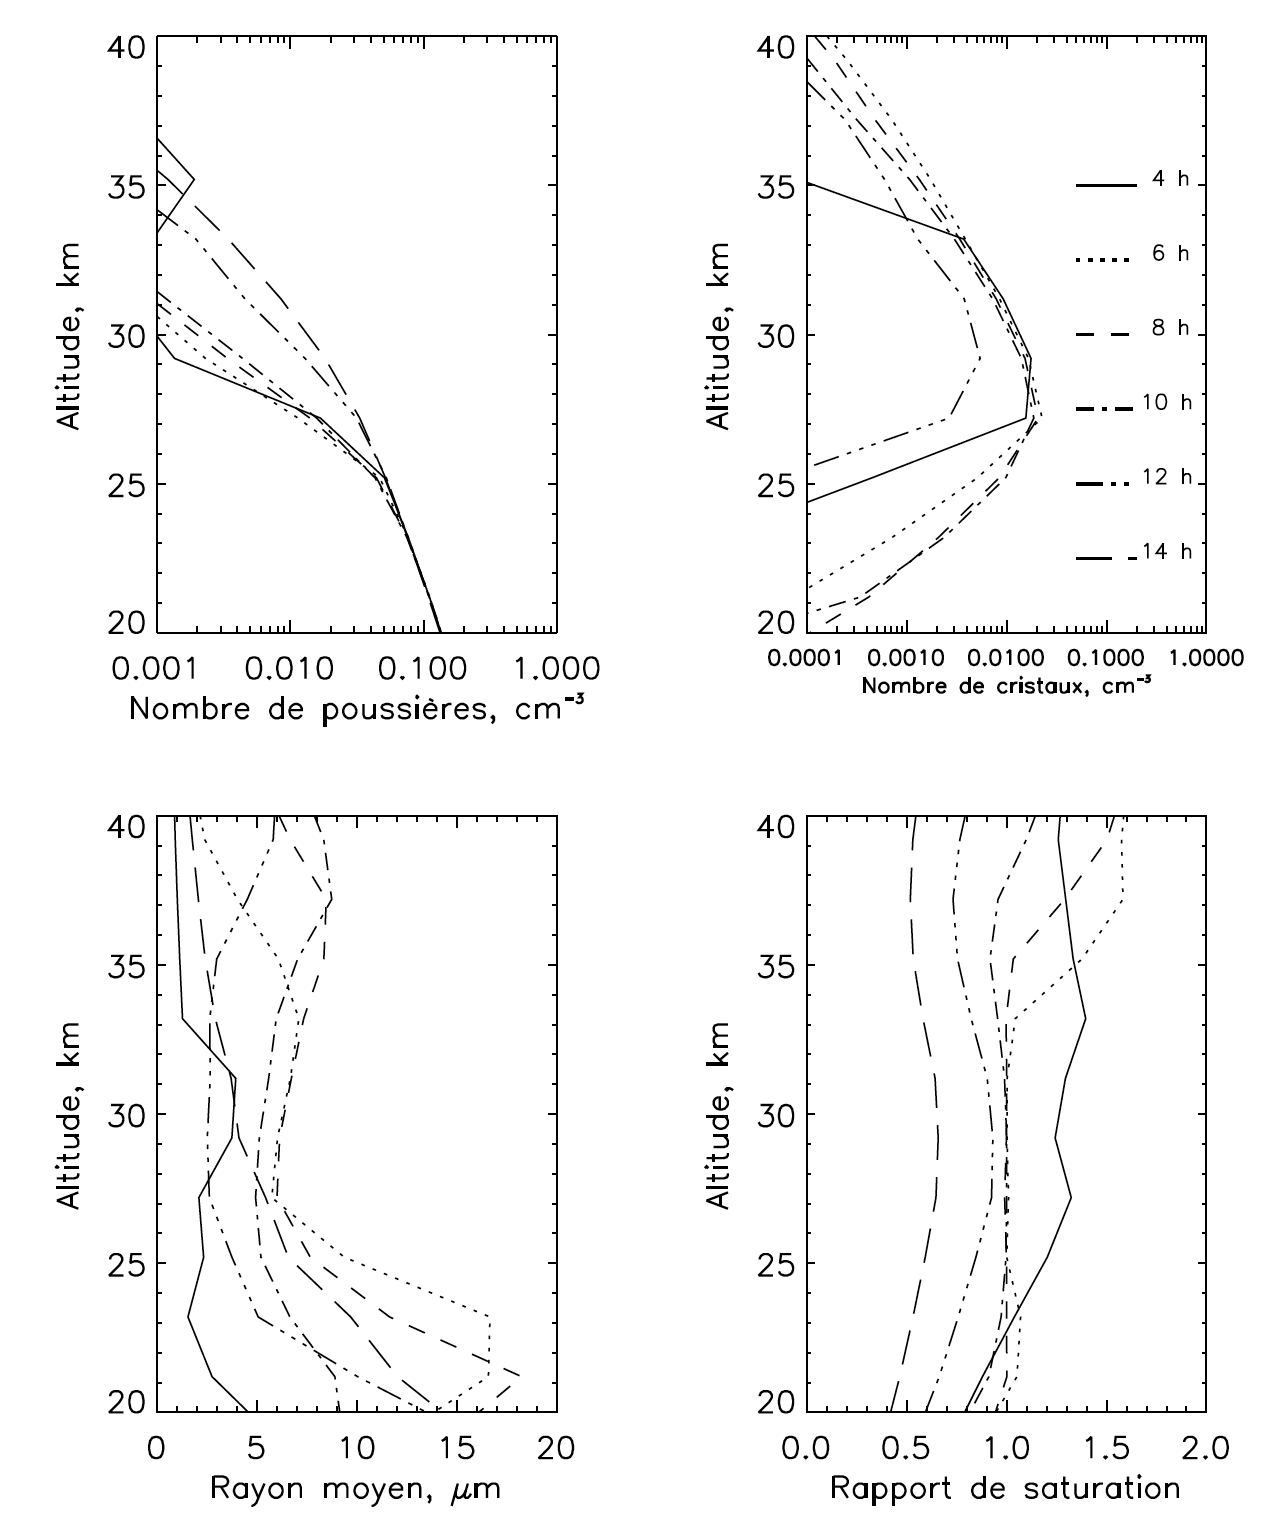 40
35
30
25
20
Altitude, km
0.001 0.010 0.100 1.000
Nombre de poussières, cm⁻³
40
35
30
25
20
Altitude, km
4 h
6 h
8 h
10 h
12 h
14 h
0.0001 0.0010 0.0100 0.1000 1.0000
Nombre de cristaux, cm⁻³
40
35
30
25
20
Altitude, km
0 5 10 15 20
Rayon moyen, μm
40
35
30
25
20
Altitude, km
0.0 0.5 1.0 1.5 2.0
Rapport de saturation